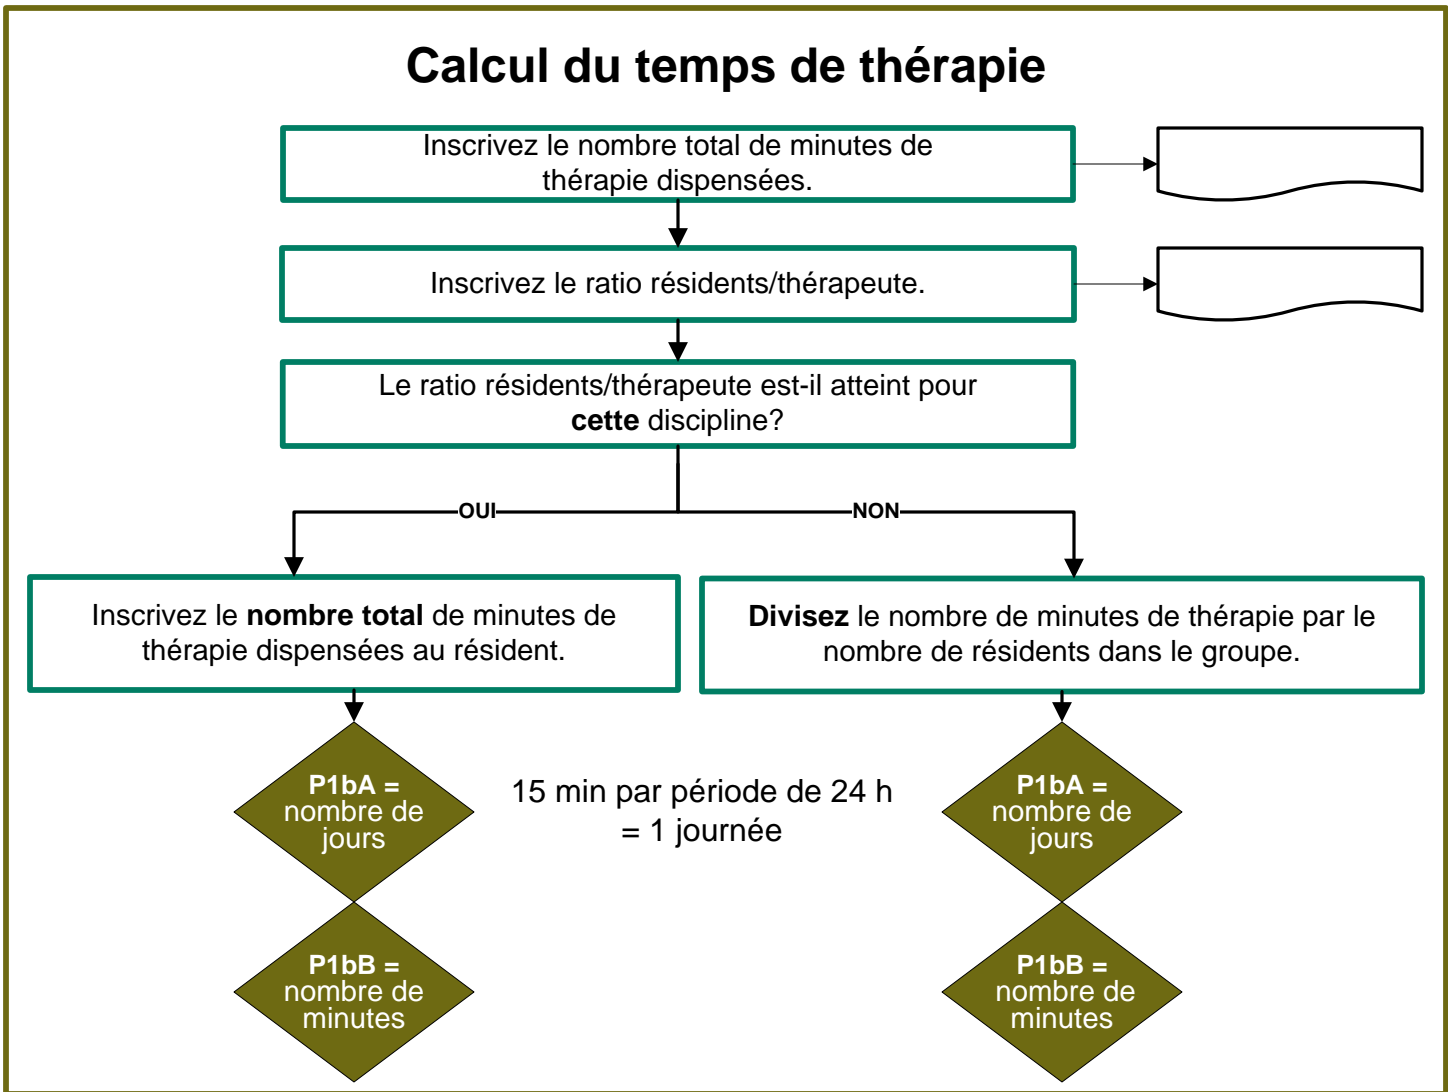 Calcul du temps de thérapie
Inscrivez le nombre total de minutes de
thérapie dispensées.
Inscrivez le ratio résidents/thérapeute.
Le ratio résidents/thérapeute est-il atteint pour
cette discipline?
OUI
NON
Inscrivez le nombre total de minutes de
thérapie dispensées au résident.
Divisez le nombre de minutes de thérapie par le
nombre de résidents dans le groupe.
P1bA =
nombre de
jours
15 min par période de 24 h
= 1 journée
P1bA =
nombre de
jours
P1bB =
nombre de
minutes
P1bB =
nombre de
minutes